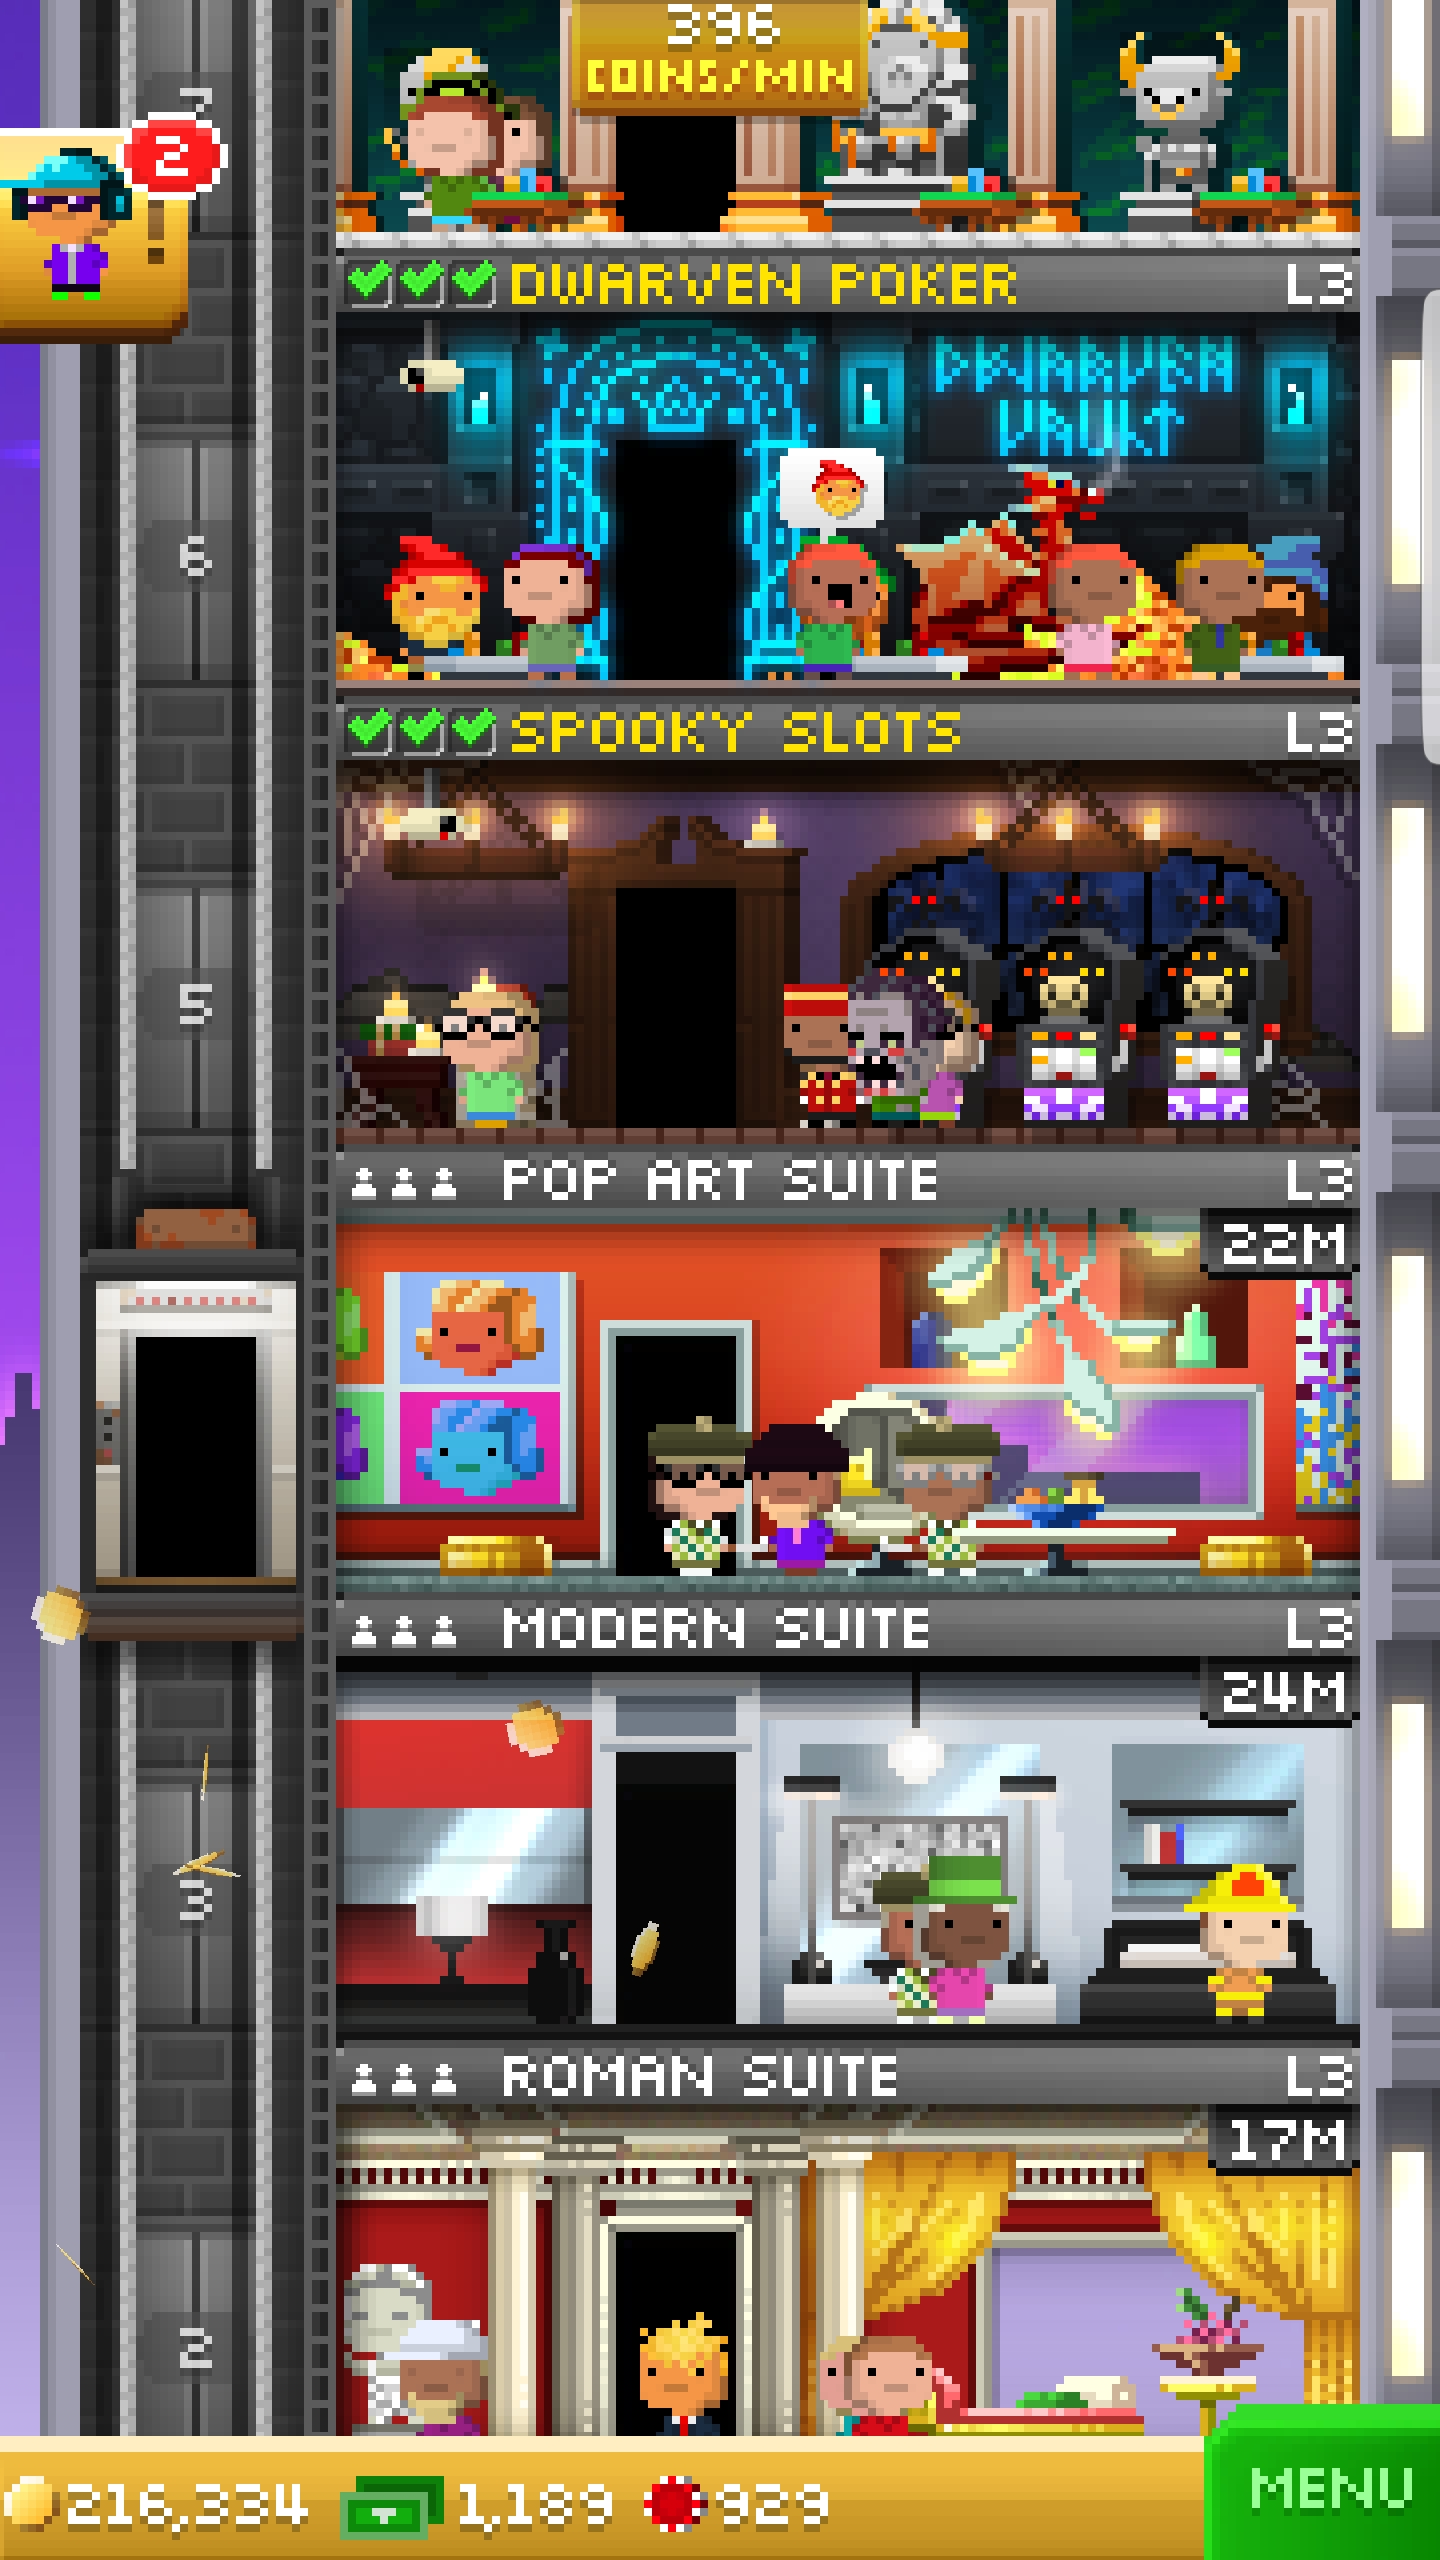 396
COINS/MIN
7
2
DWARVEN POKER L3
DWARVEN
VAULT
6
SPOOKY SLOTS L3
5
POP ART SUITE L3
22M
MODERN SUITE L3
24M
3
ROMAN SUITE L3
17M
2
216,334 1,189 929 MENU